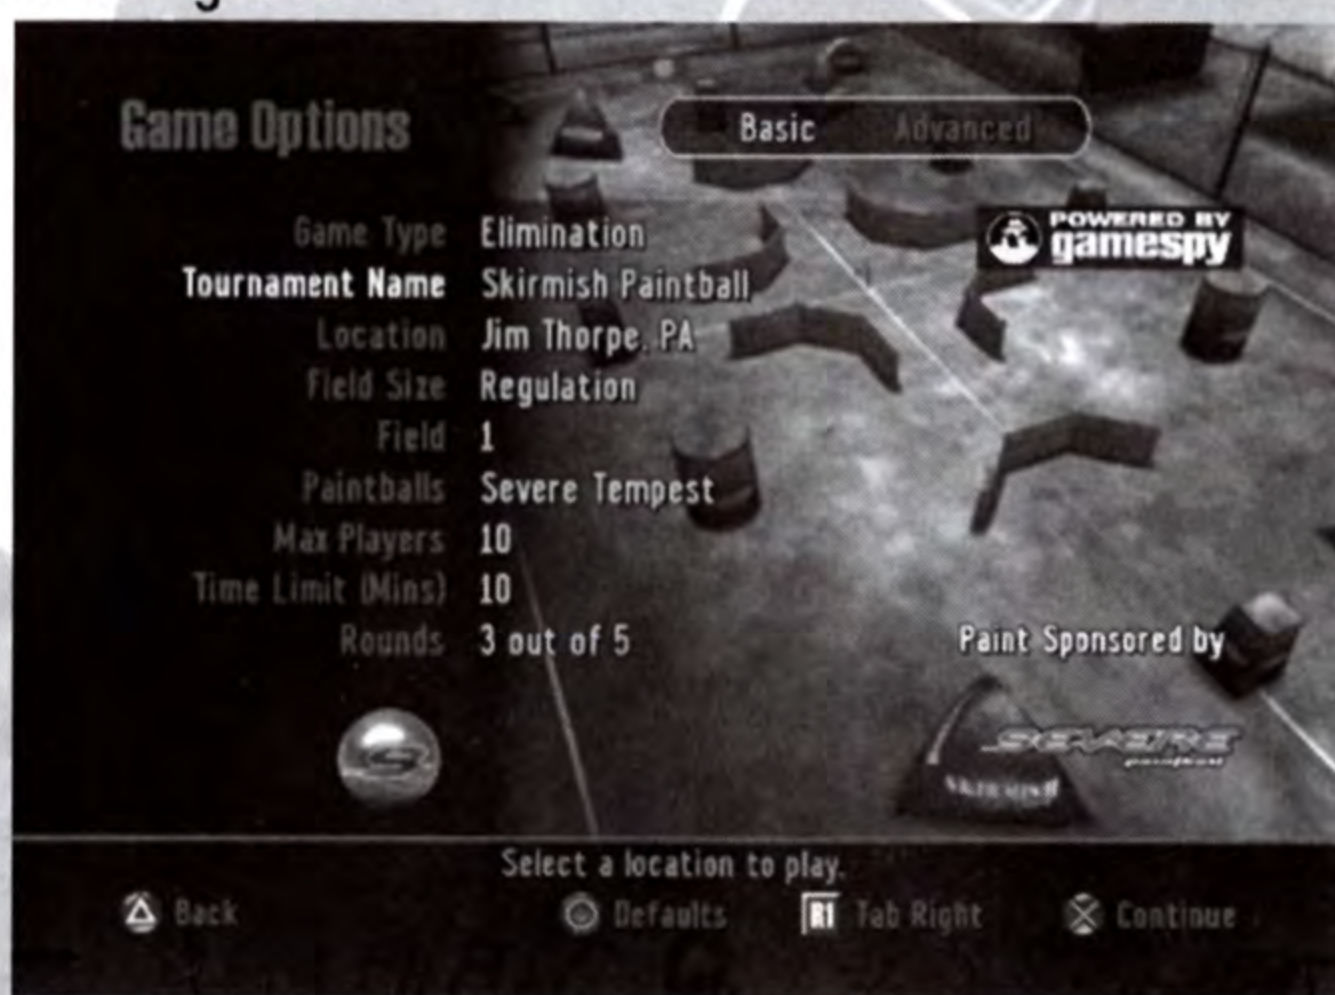 Game Options
Basic Advanced
Game Type Elimination
POWERED BY
gamespy
Tournament Name Skirmish Paintball
Location Jim Thorpe, PA
Field Size Regulation
Field 1
Paintballs Severe Tempest
Max Players 10
Time Limit (Mins) 10
Rounds 3 out of 5
Paint Sponsored by
SEVERE
paintball
SKIRMISH
Select a location to play.
Back Defaults R1 Tab Right Continue